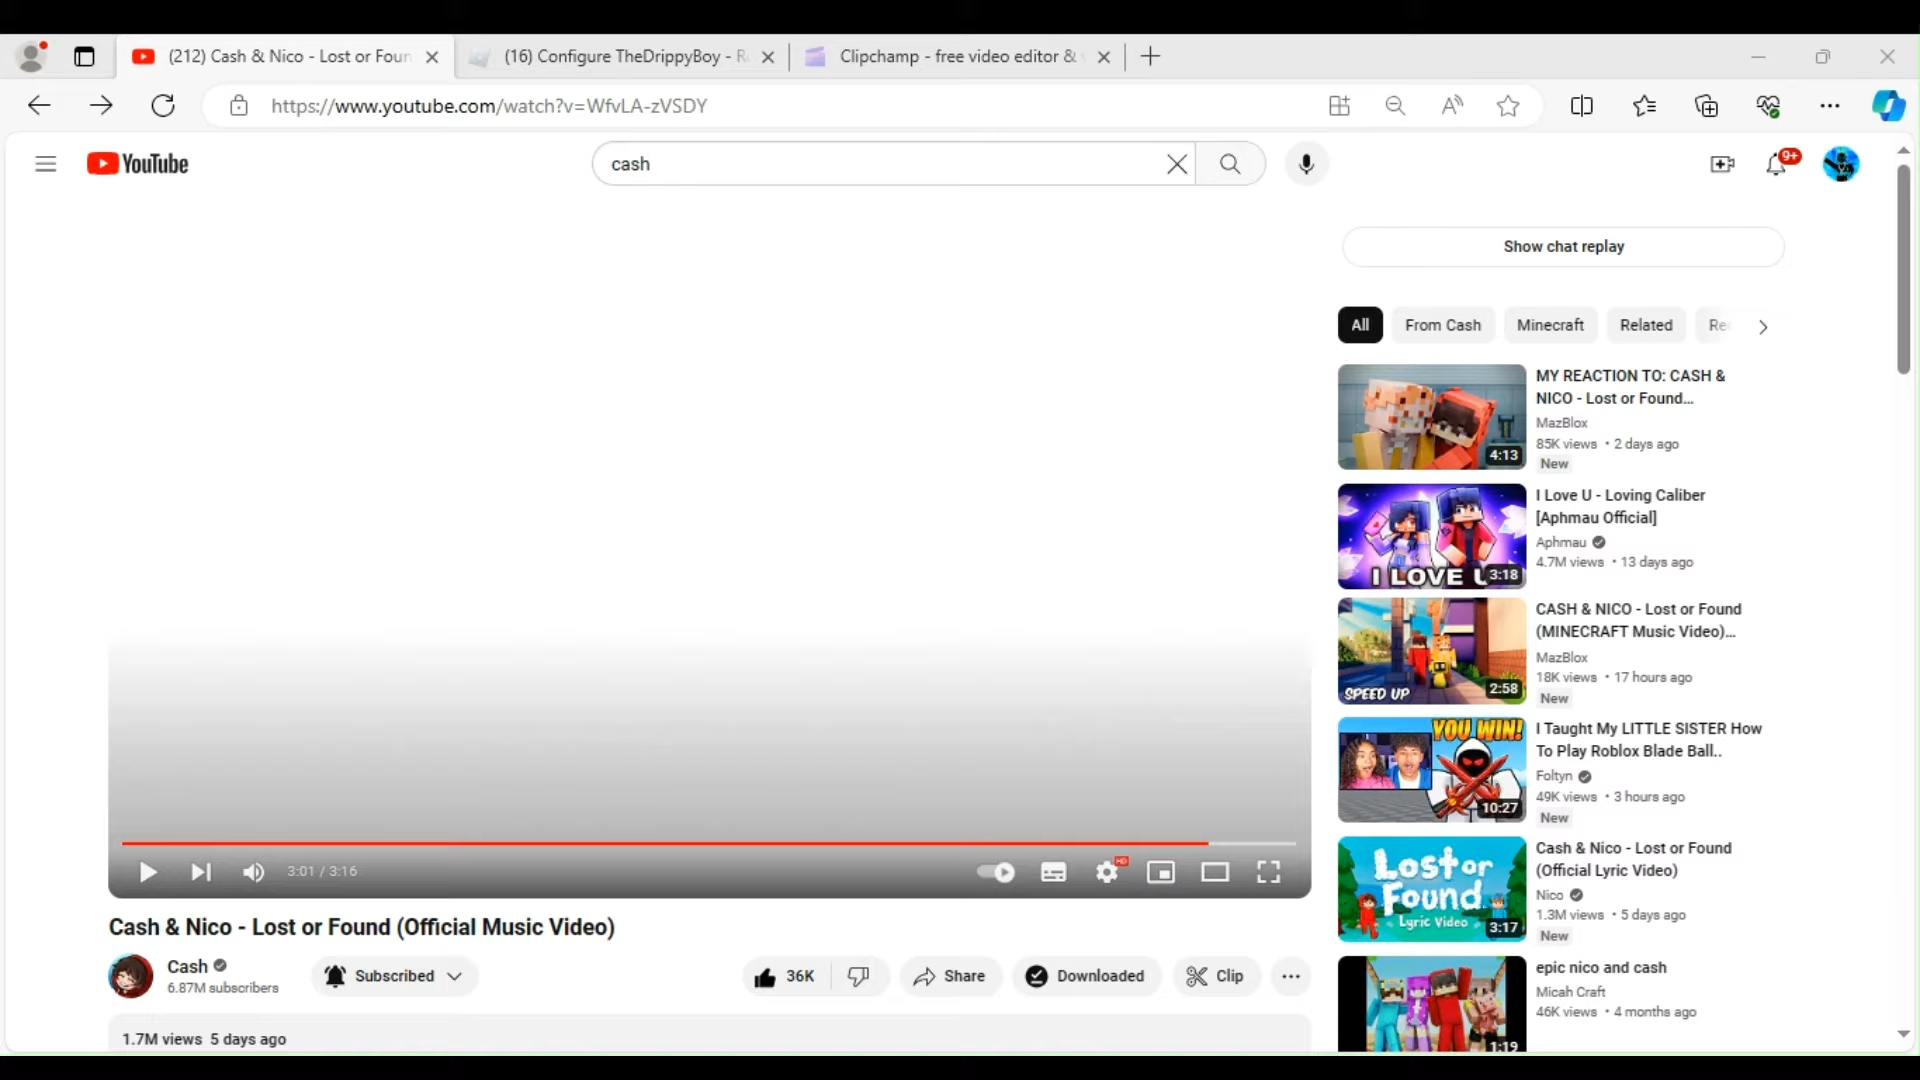 (212) Cash & Nico - Lost or Foun
(16) Configure TheDrippyBoy - R
Clipchamp - free video editor &
https://www.youtube.com/watch?v=WfvLA-zVSDY
YouTube
cash
9+
Show chat replay
All
From Cash
Minecraft
Related
Re
MY REACTION TO: CASH &
NICO - Lost or Found...
MazBlox
85K views • 2 days ago
New
4:13
I Love U - Loving Caliber
[Aphmau Official]
Aphmau
4.7M views • 13 days ago
I LOVE U
3:18
CASH & NICO - Lost or Found
(MINECRAFT Music Video)...
MazBlox
18K views • 17 hours ago
New
SPEED UP
2:58
I Taught My LITTLE SISTER How
To Play Roblox Blade Ball..
Foltyn
49K views • 3 hours ago
New
YOU WIN!
10:27
Cash & Nico - Lost or Found
(Official Lyric Video)
Nico
1.3M views • 5 days ago
New
Lost or
Found
Lyric Video
3:17
epic nico and cash
Micah Craft
46K views • 4 months ago
1:19
3:01 / 3:16
HD
Cash & Nico - Lost or Found (Official Music Video)
Cash
6.87M subscribers
Subscribed
36K
Share
Downloaded
Clip
1.7M views 5 days ago